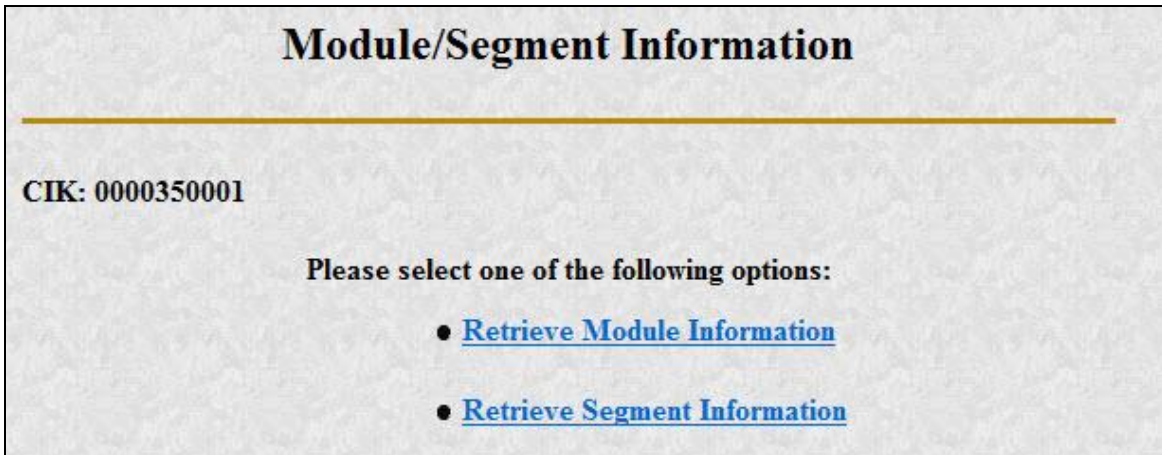 Module/Segment Information
CIK: 0000350001
Please select one of the following options:
● Retrieve Module Information
● Retrieve Segment Information